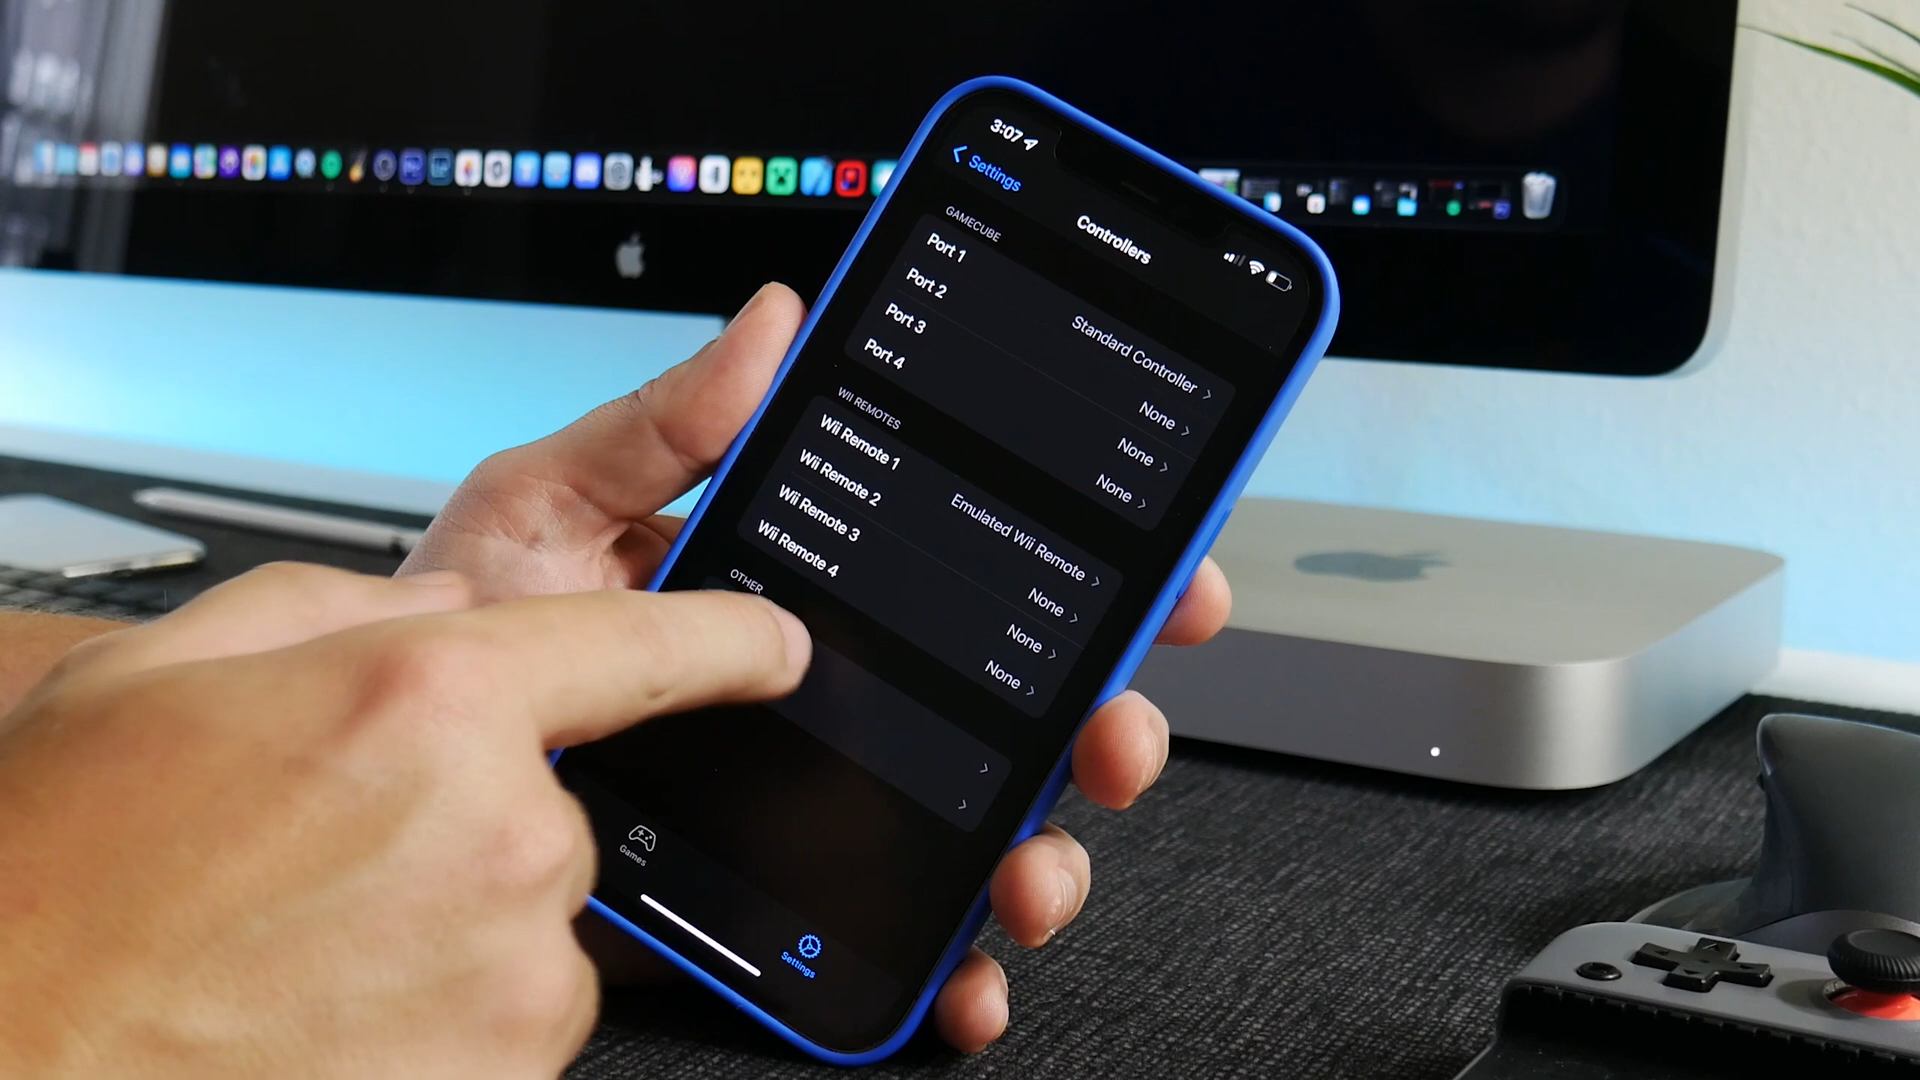 3:07
Settings
Controllers
GAMECUBE
Port 1
Standard Controller
Port 2
None
Port 3
None
Port 4
None
WII REMOTES
Wii Remote 1
Emulated Wii Remote
Wii Remote 2
None
Wii Remote 3
None
Wii Remote 4
None
OTHER
Games
Settings